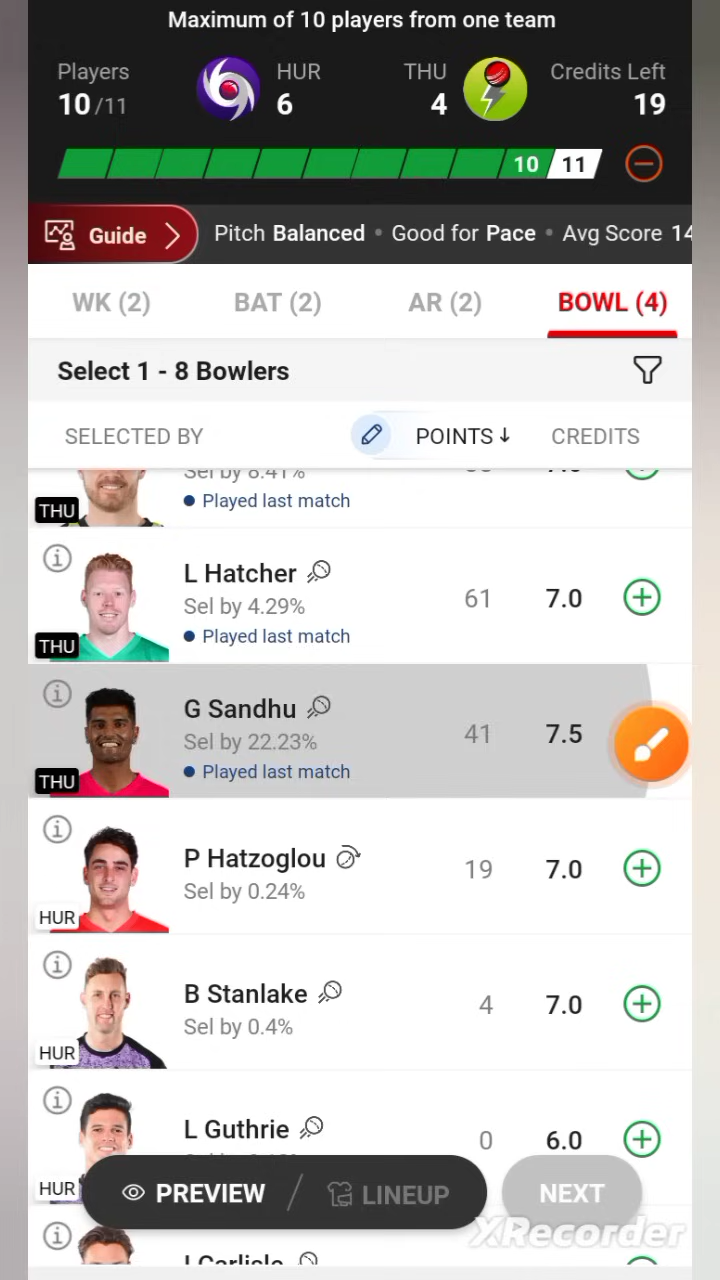 Maximum of 10 players from one team
Players HUR THU Credits Left
10/11 6 4 19
10 11
Guide Pitch Balanced • Good for Pace • Avg Score 14
WK (2) BAT (2) AR (2) BOWL (4)
Select 1 - 8 Bowlers
SELECTED BY POINTS↓ CREDITS
Sel by 8.41%
• Played last match
THU
L Hatcher 61 7.0
Sel by 4.29%
• Played last match
THU
G Sandhu 41 7.5
Sel by 22.23%
• Played last match
THU
P Hatzoglou 19 7.0
Sel by 0.24%
HUR
B Stanlake 4 7.0
Sel by 0.4%
HUR
L Guthrie 0 6.0
HUR
PREVIEW / LINEUP NEXT
XRecorder
J Carlisle